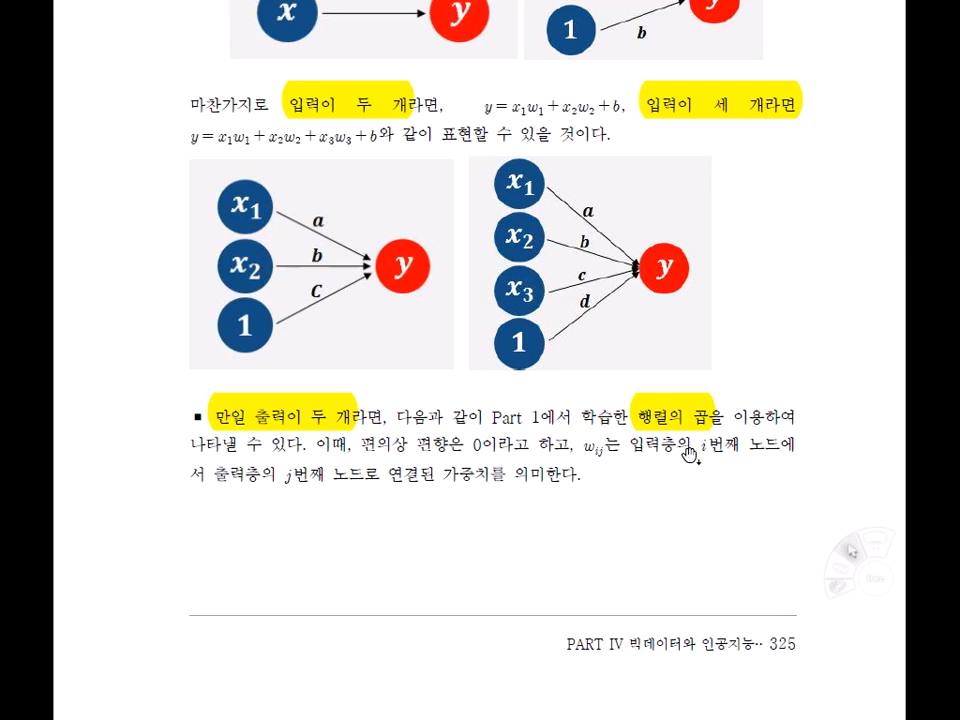 x y
1 b y
마찬가지로 입력이 두 개라면, y = x₁w₁ + x₂w₂ + b, 입력이 세 개라면
y = x₁w₁ + x₂w₂ + x₃w₃ + b와 같이 표현할 수 있을 것이다.
x₁
a
x₂ b y
C
1
x₁
a
x₂
b
y
c
x₃
d
1
■ 만일 출력이 두 개라면, 다음과 같이 Part 1에서 학습한 행렬의 곱을 이용하여
나타낼 수 있다. 이때, 편의상 편향은 0이라고 하고, wᵢⱼ는 입력층의 i번째 노드에
서 출력층의 j번째 노드로 연결된 가중치를 의미한다.
PART Ⅳ 빅데이터와 인공지능·· 325